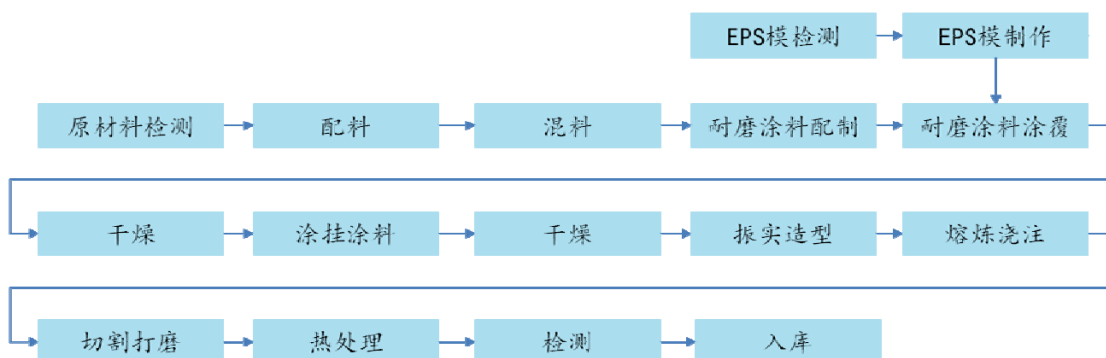 EPS模检测
EPS模制作
原材料检测
配料
混料
耐磨涂料配制
耐磨涂料涂覆
干燥
涂挂涂料
干燥
振实造型
熔炼浇注
切割打磨
热处理
检测
入库